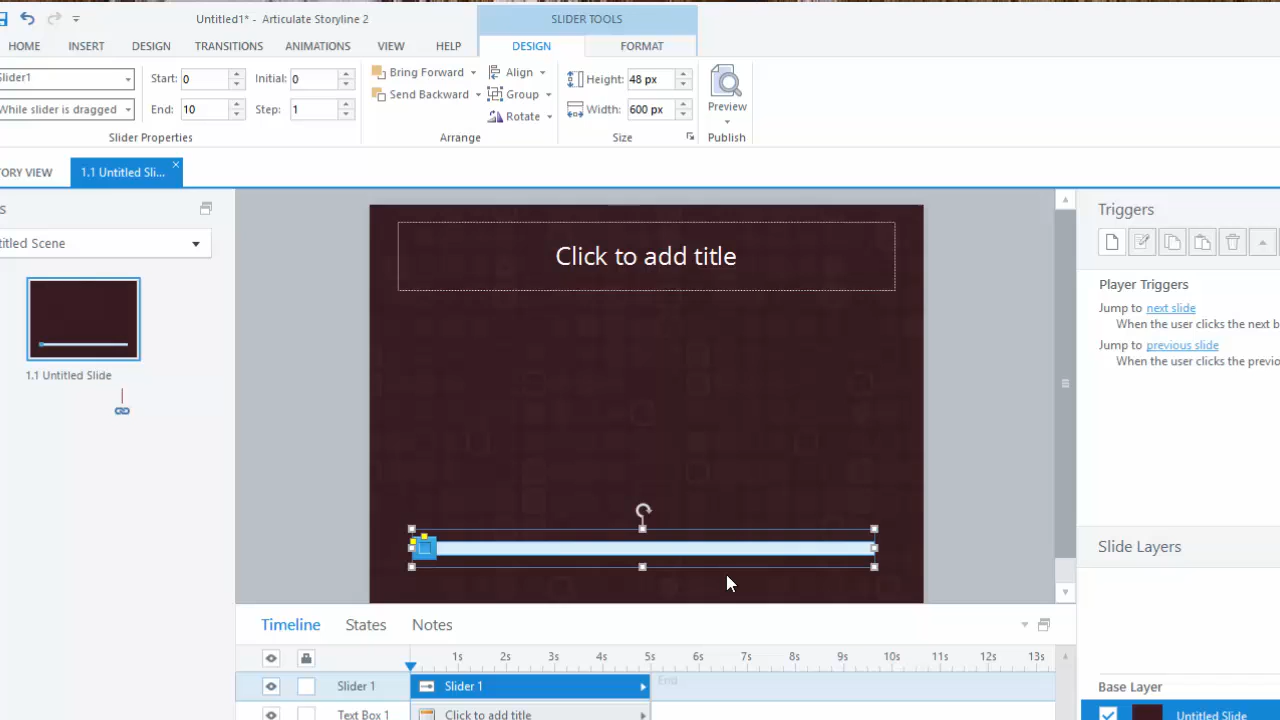 Untitled1* - Articulate Storyline 2
SLIDER TOOLS
HOME INSERT DESIGN TRANSITIONS ANIMATIONS VIEW HELP DESIGN FORMAT
Slider1 Start: 0 Initial: 0 Bring Forward Align Height: 48 px
While slider is dragged End: 10 Step: 1 Send Backward Group Width: 600 px Preview
Rotate
Slider Properties Arrange Size Publish
ORY VIEW 1.1 Untitled Sli...
s
titled Scene
1.1 Untitled Slide
Click to add title
Triggers
Player Triggers
Jump to next slide
When the user clicks the next b
Jump to previous slide
When the user clicks the previo
Slide Layers
Base Layer
Untitled Slide
Timeline States Notes
1s 2s 3s 4s 5s 6s 7s 8s 9s 10s 11s 12s 13s
Slider 1 Slider 1 End
Text Box 1 Click to add title